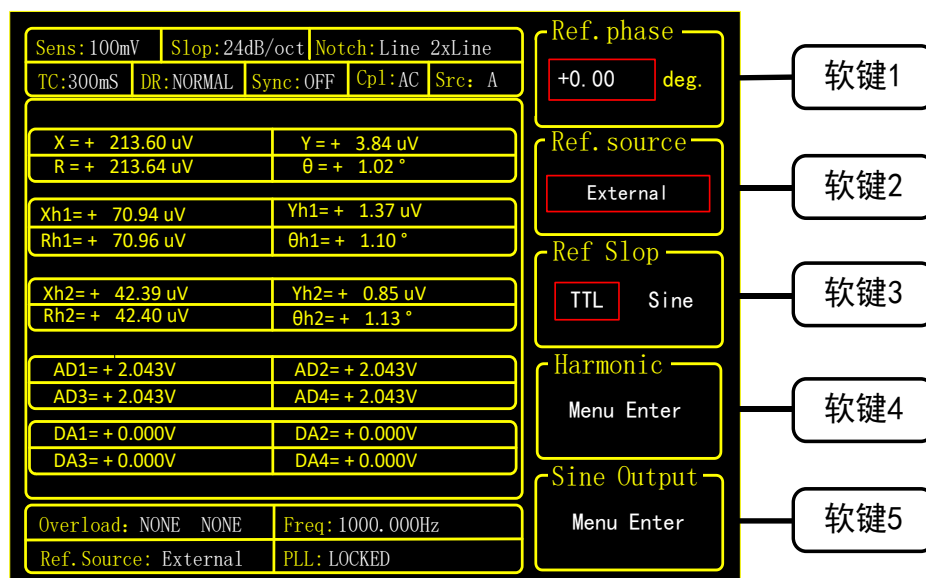 Sens:100mV Slop:24dB/oct Notch:Line 2xLine
TC:300mS DR:NORMAL Sync:OFF Cpl:AC Src: A
X = + 213.60 uV Y = + 3.84 uV
R = + 213.64 uV θ = + 1.02 °
Xh1= + 70.94 uV Yh1= + 1.37 uV
Rh1= + 70.96 uV θh1= + 1.10 °
Xh2= + 42.39 uV Yh2= + 0.85 uV
Rh2= + 42.40 uV θh2= + 1.13 °
AD1= + 2.043V AD2= + 2.043V
AD3= + 2.043V AD4= + 2.043V
DA1= + 0.000V DA2= + 0.000V
DA3= + 0.000V DA4= + 0.000V
Overload: NONE NONE Freq:1000.000Hz
Ref.Source: External PLL:LOCKED
Ref.phase
+0.00 deg.
软键1
Ref.source
External
软键2
Ref Slop
TTL Sine
软键3
Harmonic
Menu Enter
软键4
Sine Output
Menu Enter
软键5